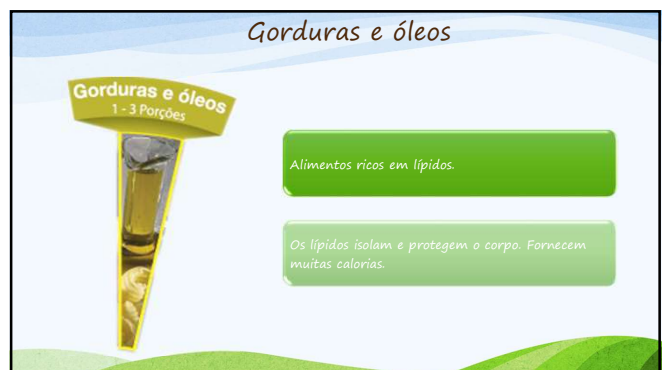 Gorduras e óleos
Gorduras e óleos
1 - 3 Porções
Alimentos ricos em lípidos.
Os lípidos isolam e protegem o corpo. Fornecem
muitas calorias.